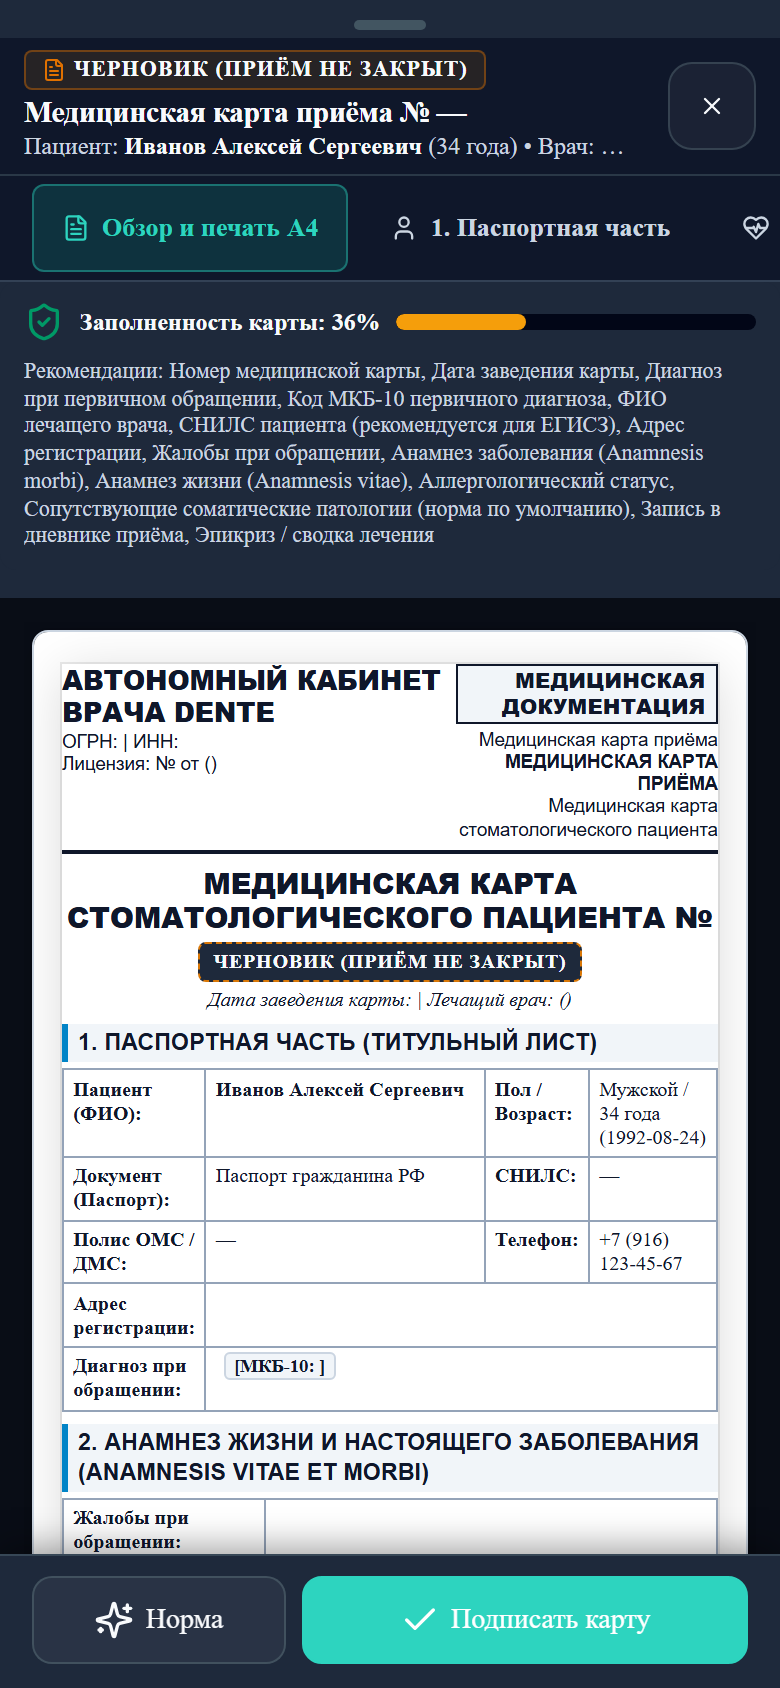 ЧЕРНОВИК (ПРИЁМ НЕ ЗАКРЫТ)
Медицинская карта приёма № —
Пациент: Иванов Алексей Сергеевич (34 года) • Врач: …
Обзор и печать А4
1. Паспортная часть
Заполненность карты: 36%
Рекомендации: Номер медицинской карты, Дата заведения карты, Диагноз
при первичном обращении, Код МКБ-10 первичного диагноза, ФИО
лечащего врача, СНИЛС пациента (рекомендуется для ЕГИСЗ), Адрес
регистрации, Жалобы при обращении, Анамнез заболевания (Anamnesis
morbi), Анамнез жизни (Anamnesis vitae), Аллергологический статус,
Сопутствующие соматические патологии (норма по умолчанию), Запись в
дневнике приёма, Эпикриз / сводка лечения
АВТОНОМНЫЙ КАБИНЕТ
ВРАЧА DENTE
ОГРН: | ИНН:
Лицензия: № от ()
МЕДИЦИНСКАЯ
ДОКУМЕНТАЦИЯ
Медицинская карта приёма
МЕДИЦИНСКАЯ КАРТА
ПРИЁМА
Медицинская карта
стоматологического пациента
МЕДИЦИНСКАЯ КАРТА
СТОМАТОЛОГИЧЕСКОГО ПАЦИЕНТА №
ЧЕРНОВИК (ПРИЁМ НЕ ЗАКРЫТ)
Дата заведения карты: | Лечащий врач: ()
1. ПАСПОРТНАЯ ЧАСТЬ (ТИТУЛЬНЫЙ ЛИСТ)
Пациент
(ФИО):
Иванов Алексей Сергеевич
Пол /
Возраст:
Мужской /
34 года
(1992-08-24)
Документ
(Паспорт):
Паспорт гражданина РФ
СНИЛС:
—
Полис ОМС /
ДМС:
—
Телефон:
+7 (916)
123-45-67
Адрес
регистрации:
Диагноз при
обращении:
[МКБ-10: ]
2. АНАМНЕЗ ЖИЗНИ И НАСТОЯЩЕГО ЗАБОЛЕВАНИЯ
(ANAMNESIS VITAE ET MORBI)
Жалобы при
обращении:
Норма
Подписать карту